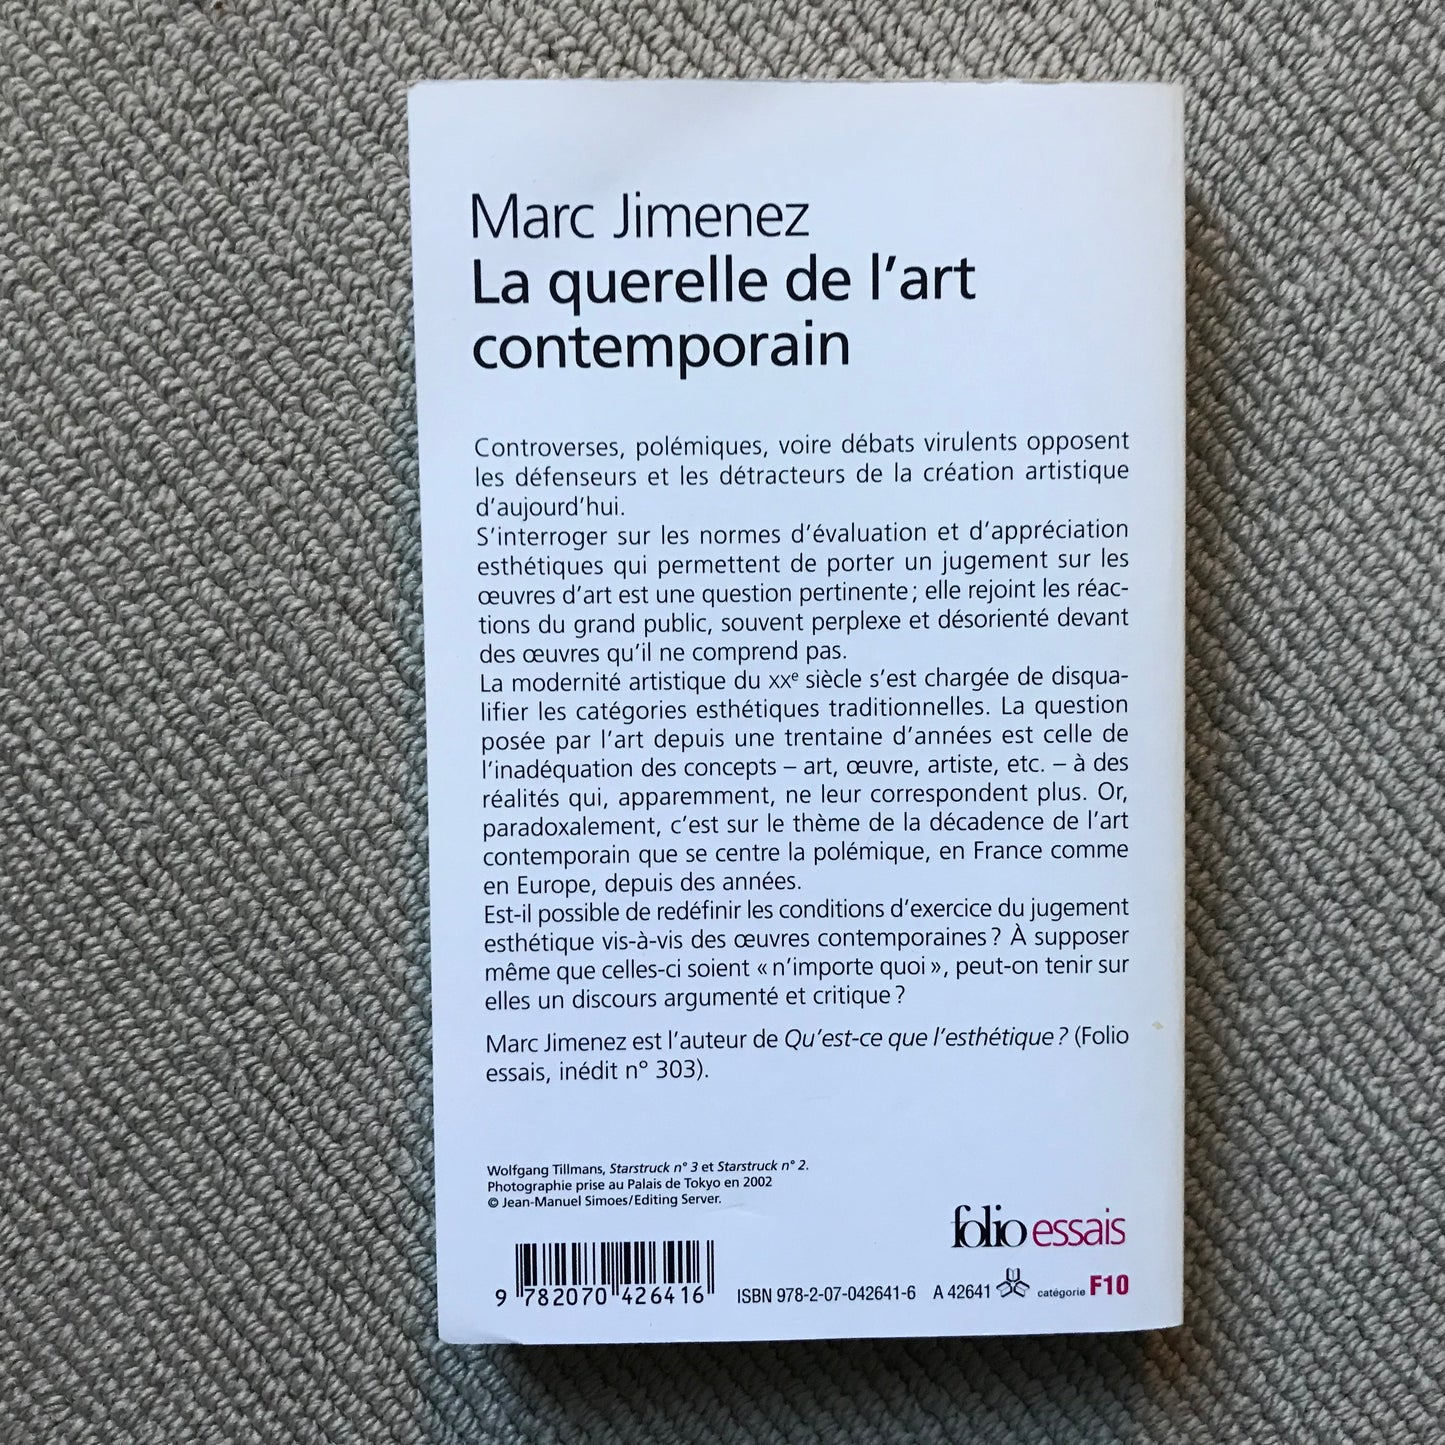 Marc Jimenez
La querelle de l'art
contemporain
Controverses, polémiques, voire débats virulents opposent
les défenseurs et les détracteurs de la création artistique
d'aujourd'hui.
S'interroger sur les normes d'évaluation et d'appréciation
esthétiques qui permettent de porter un jugement sur les
œuvres d'art est une question pertinente ; elle rejoint les réac-
tions du grand public, souvent perplexe et désorienté devant
des œuvres qu'il ne comprend pas.
La modernité artistique du XXe siècle s'est chargée de disqua-
lifier les catégories esthétiques traditionnelles. La question
posée par l'art depuis une trentaine d'années est celle de
l'inadéquation des concepts – art, œuvre, artiste, etc. – à des
réalités qui, apparemment, ne leur correspondent plus. Or,
paradoxalement, c'est sur le thème de la décadence de l'art
contemporain que se centre la polémique, en France comme
en Europe, depuis des années.
Est-il possible de redéfinir les conditions d'exercice du jugement
esthétique vis-à-vis des œuvres contemporaines ? À supposer
même que celles-ci soient « n'importe quoi », peut-on tenir sur
elles un discours argumenté et critique ?
Marc Jimenez est l'auteur de Qu'est-ce que l'esthétique ? (Folio
essais, inédit n° 303).
Wolfgang Tillmans, Starstruck n° 3 et Starstruck n° 2.
Photographie prise au Palais de Tokyo en 2002
© Jean-Manuel Simoes/Editing Server.
folio essais
9 782070 426416 ISBN 978-2-07-042641-6 A 42641 catégorie F10